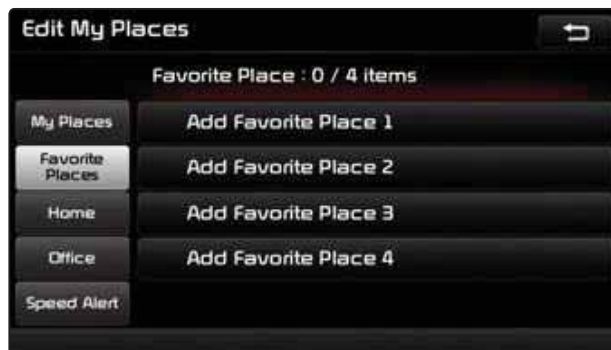 Edit My Places
Favorite Place : 0 / 4 items
My Places
Favorite
Places
Home
Office
Speed Alert
Add Favorite Place 1
Add Favorite Place 2
Add Favorite Place 3
Add Favorite Place 4